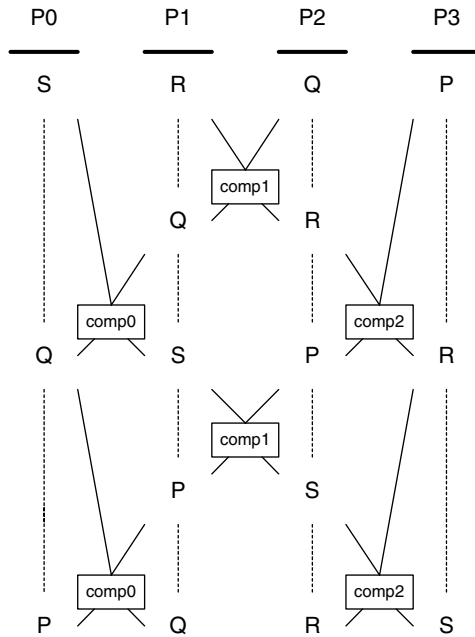 P0 P1 P2 P3
S R Q P
comp1
Q R
comp0 comp2
Q S P R
comp1
P S
comp0 comp2
P Q R S